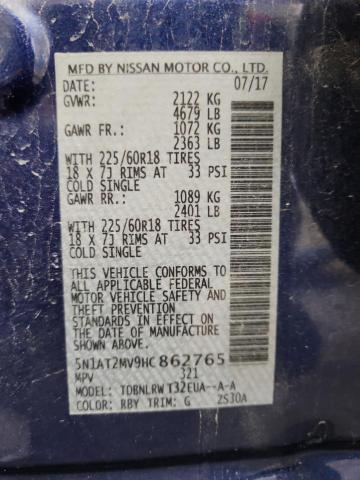 MFD BY NISSAN MOTOR CO., LTD.
DATE: 07/17
GVWR: 2122 KG
4679 LB
GAWR FR.: 1072 KG
2363 LB
WITH 225/60R18 TIRES
18 X 7J RIMS AT 33 PSI
COLD SINGLE
GAWR RR.: 1089 KG
2401 LB
WITH 225/60R18 TIRES
18 X 7J RIMS AT 33 PSI
COLD SINGLE
THIS VEHICLE CONFORMS TO
ALL APPLICABLE FEDERAL
MOTOR VEHICLE SAFETY AND
THEFT PREVENTION
STANDARDS IN EFFECT ON
THE DATE OF MANUFACTURE
SHOWN ABOVE.
5N1AT2MV9HC862765
MPV 321
MODEL: TDBNLRW T32EUA--A-A
COLOR: RBY TRIM: G 2S30A